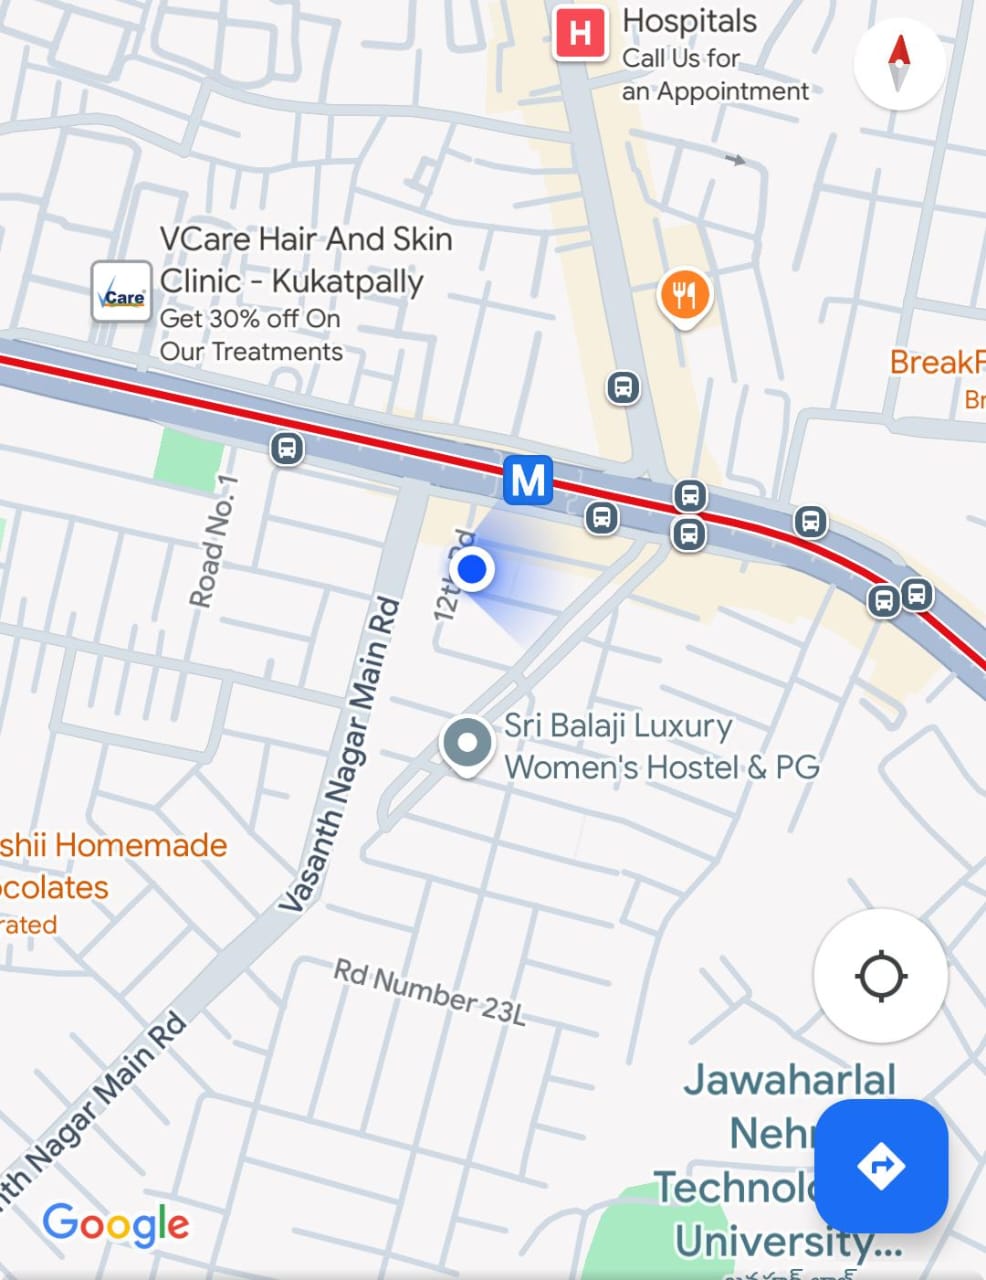 H
Hospitals
Call Us for
an Appointment
VCare Hair And Skin
Clinic - Kukatpally
Get 30% off On
Our Treatments
VCare
BreakF
Br
M
Road No. 1
12th Rd
Vasanth Nagar Main Rd
Sri Balaji Luxury
Women's Hostel & PG
shii Homemade
ocolates
rated
Rd Number 23L
nth Nagar Main Rd
Jawaharlal
Nehr
Technolo
University...
Google